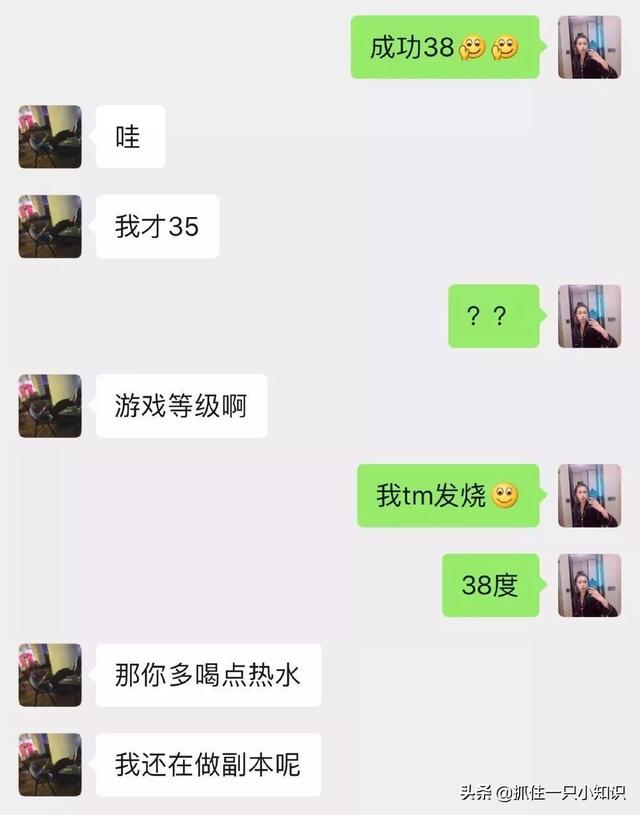 成功38
哇
我才35
？？
游戏等级啊
我tm发烧
38度
那你多喝点热水
我还在做副本呢
头条 @抓住一只小知识